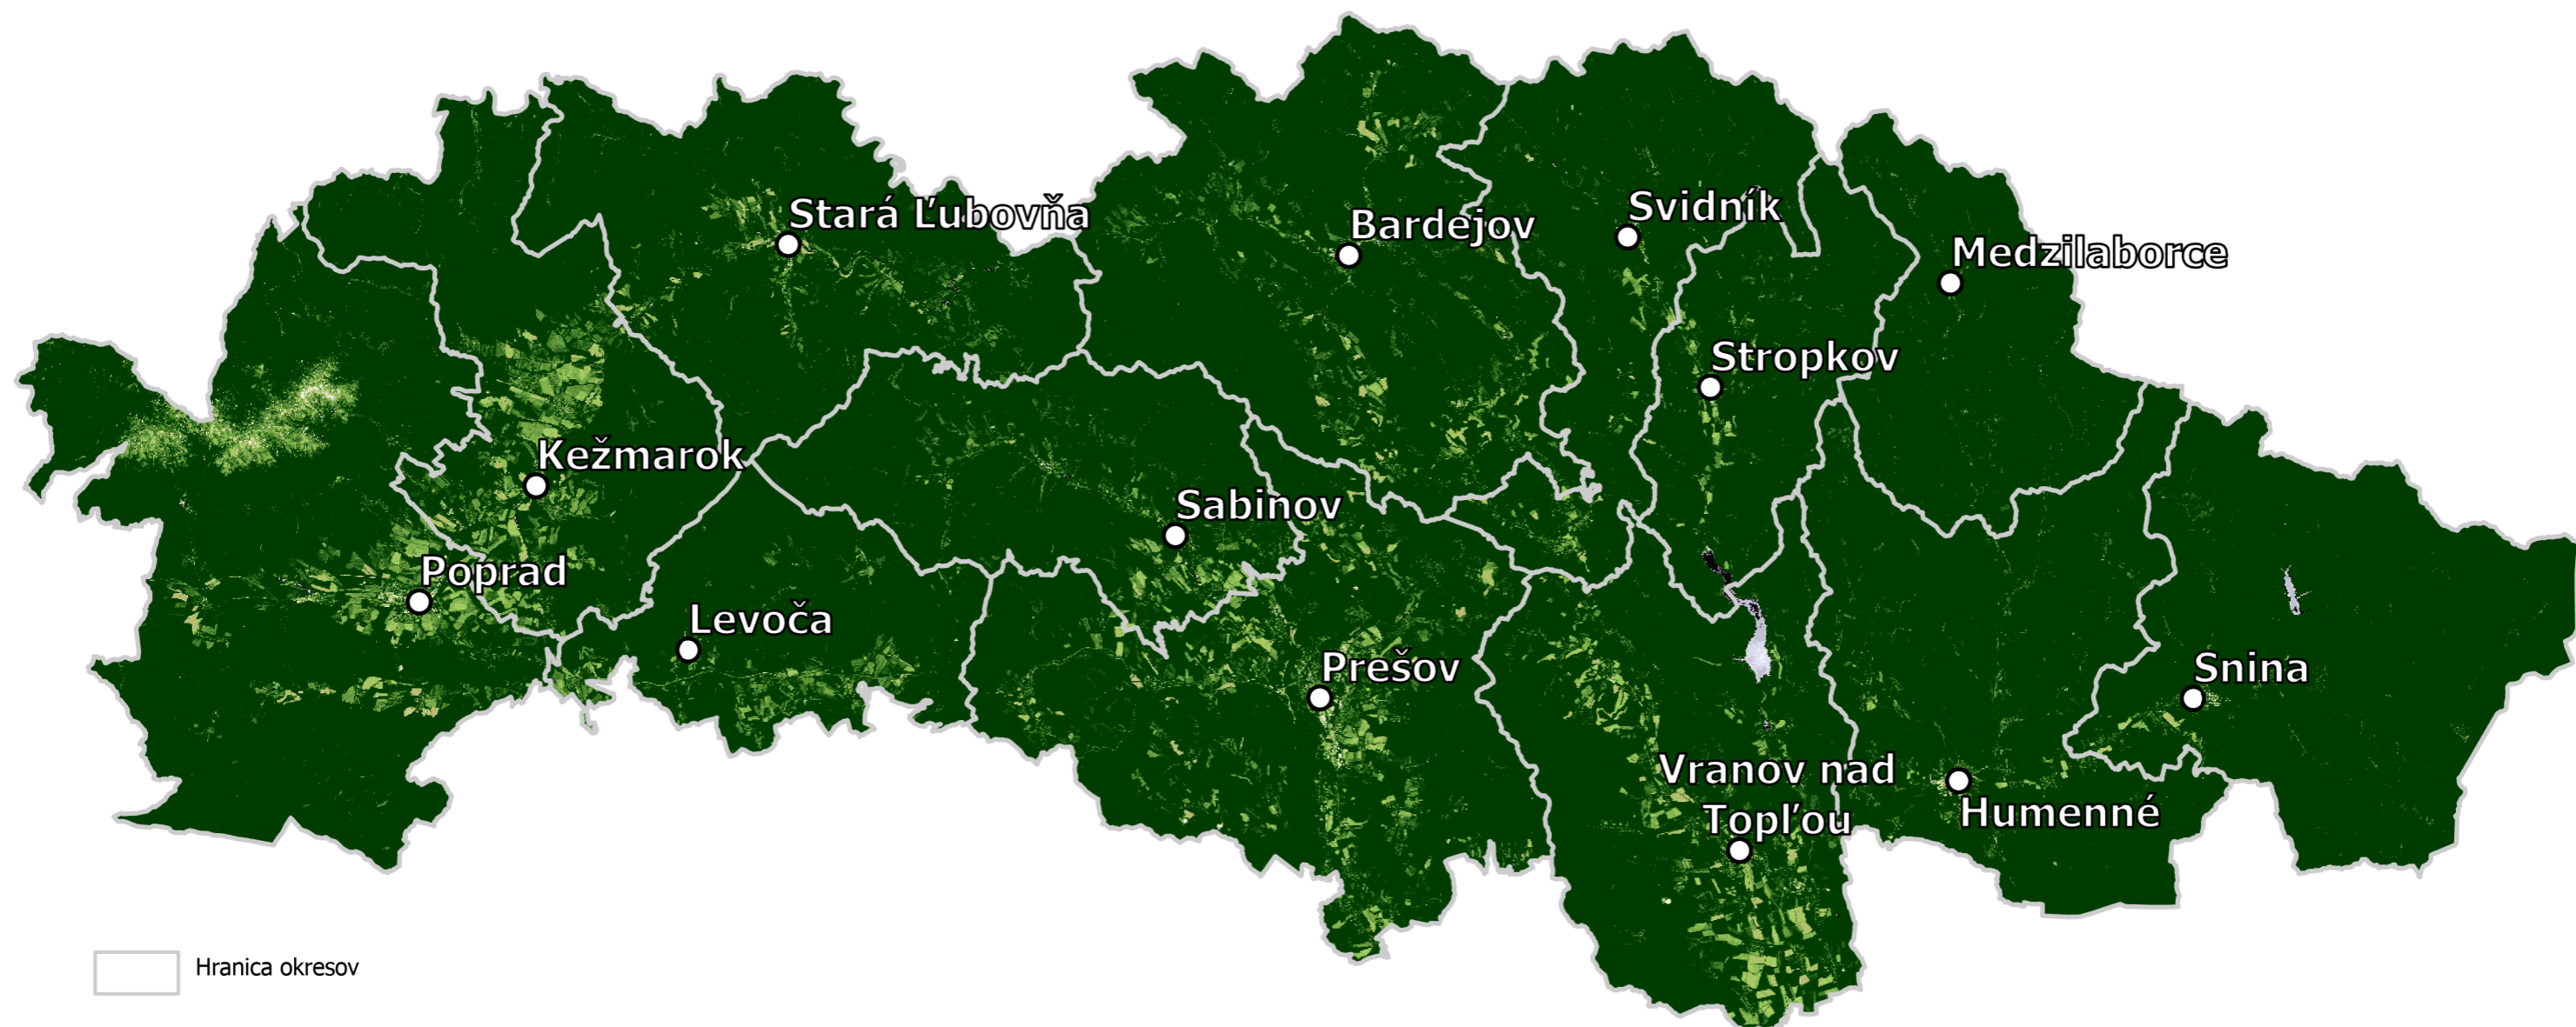 Stará Ľubovňa
Svidník
Bardejov
Medzilaborce
Stropkov
Kežmarok
Sabinov
Poprad
Levoča
Prešov
Snina
Vranov nad
Topľou
Humenné
Hranica okresov